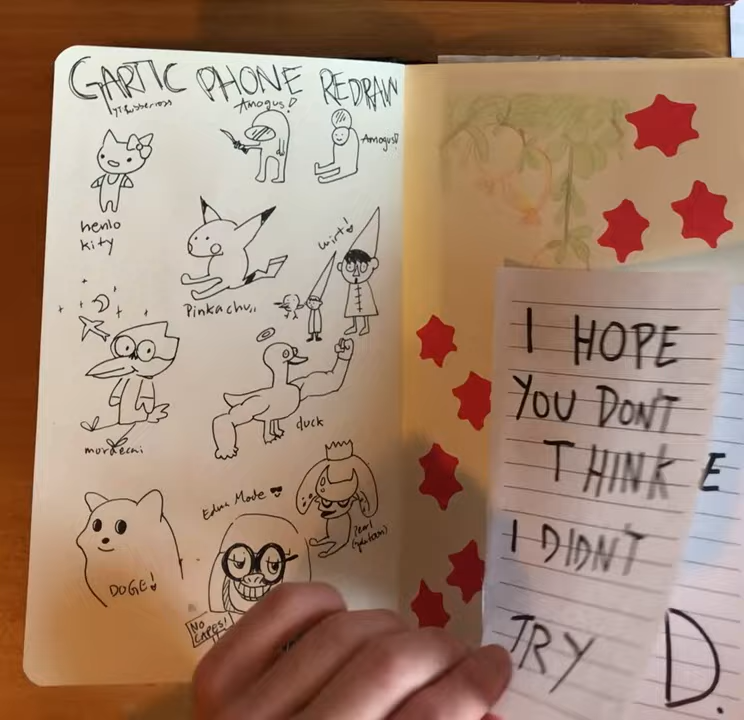 GARTIC PHONE REDRAW
Amogus!
Amogus!
henlo
kity
Pinkachu,,
wirt!
mordecai
duck
DOGE!
Edna Mode
NO
CAPES!
Pearl
I HOPE
YOU DONT
THINK
I DIDNT
TRY
E
D.